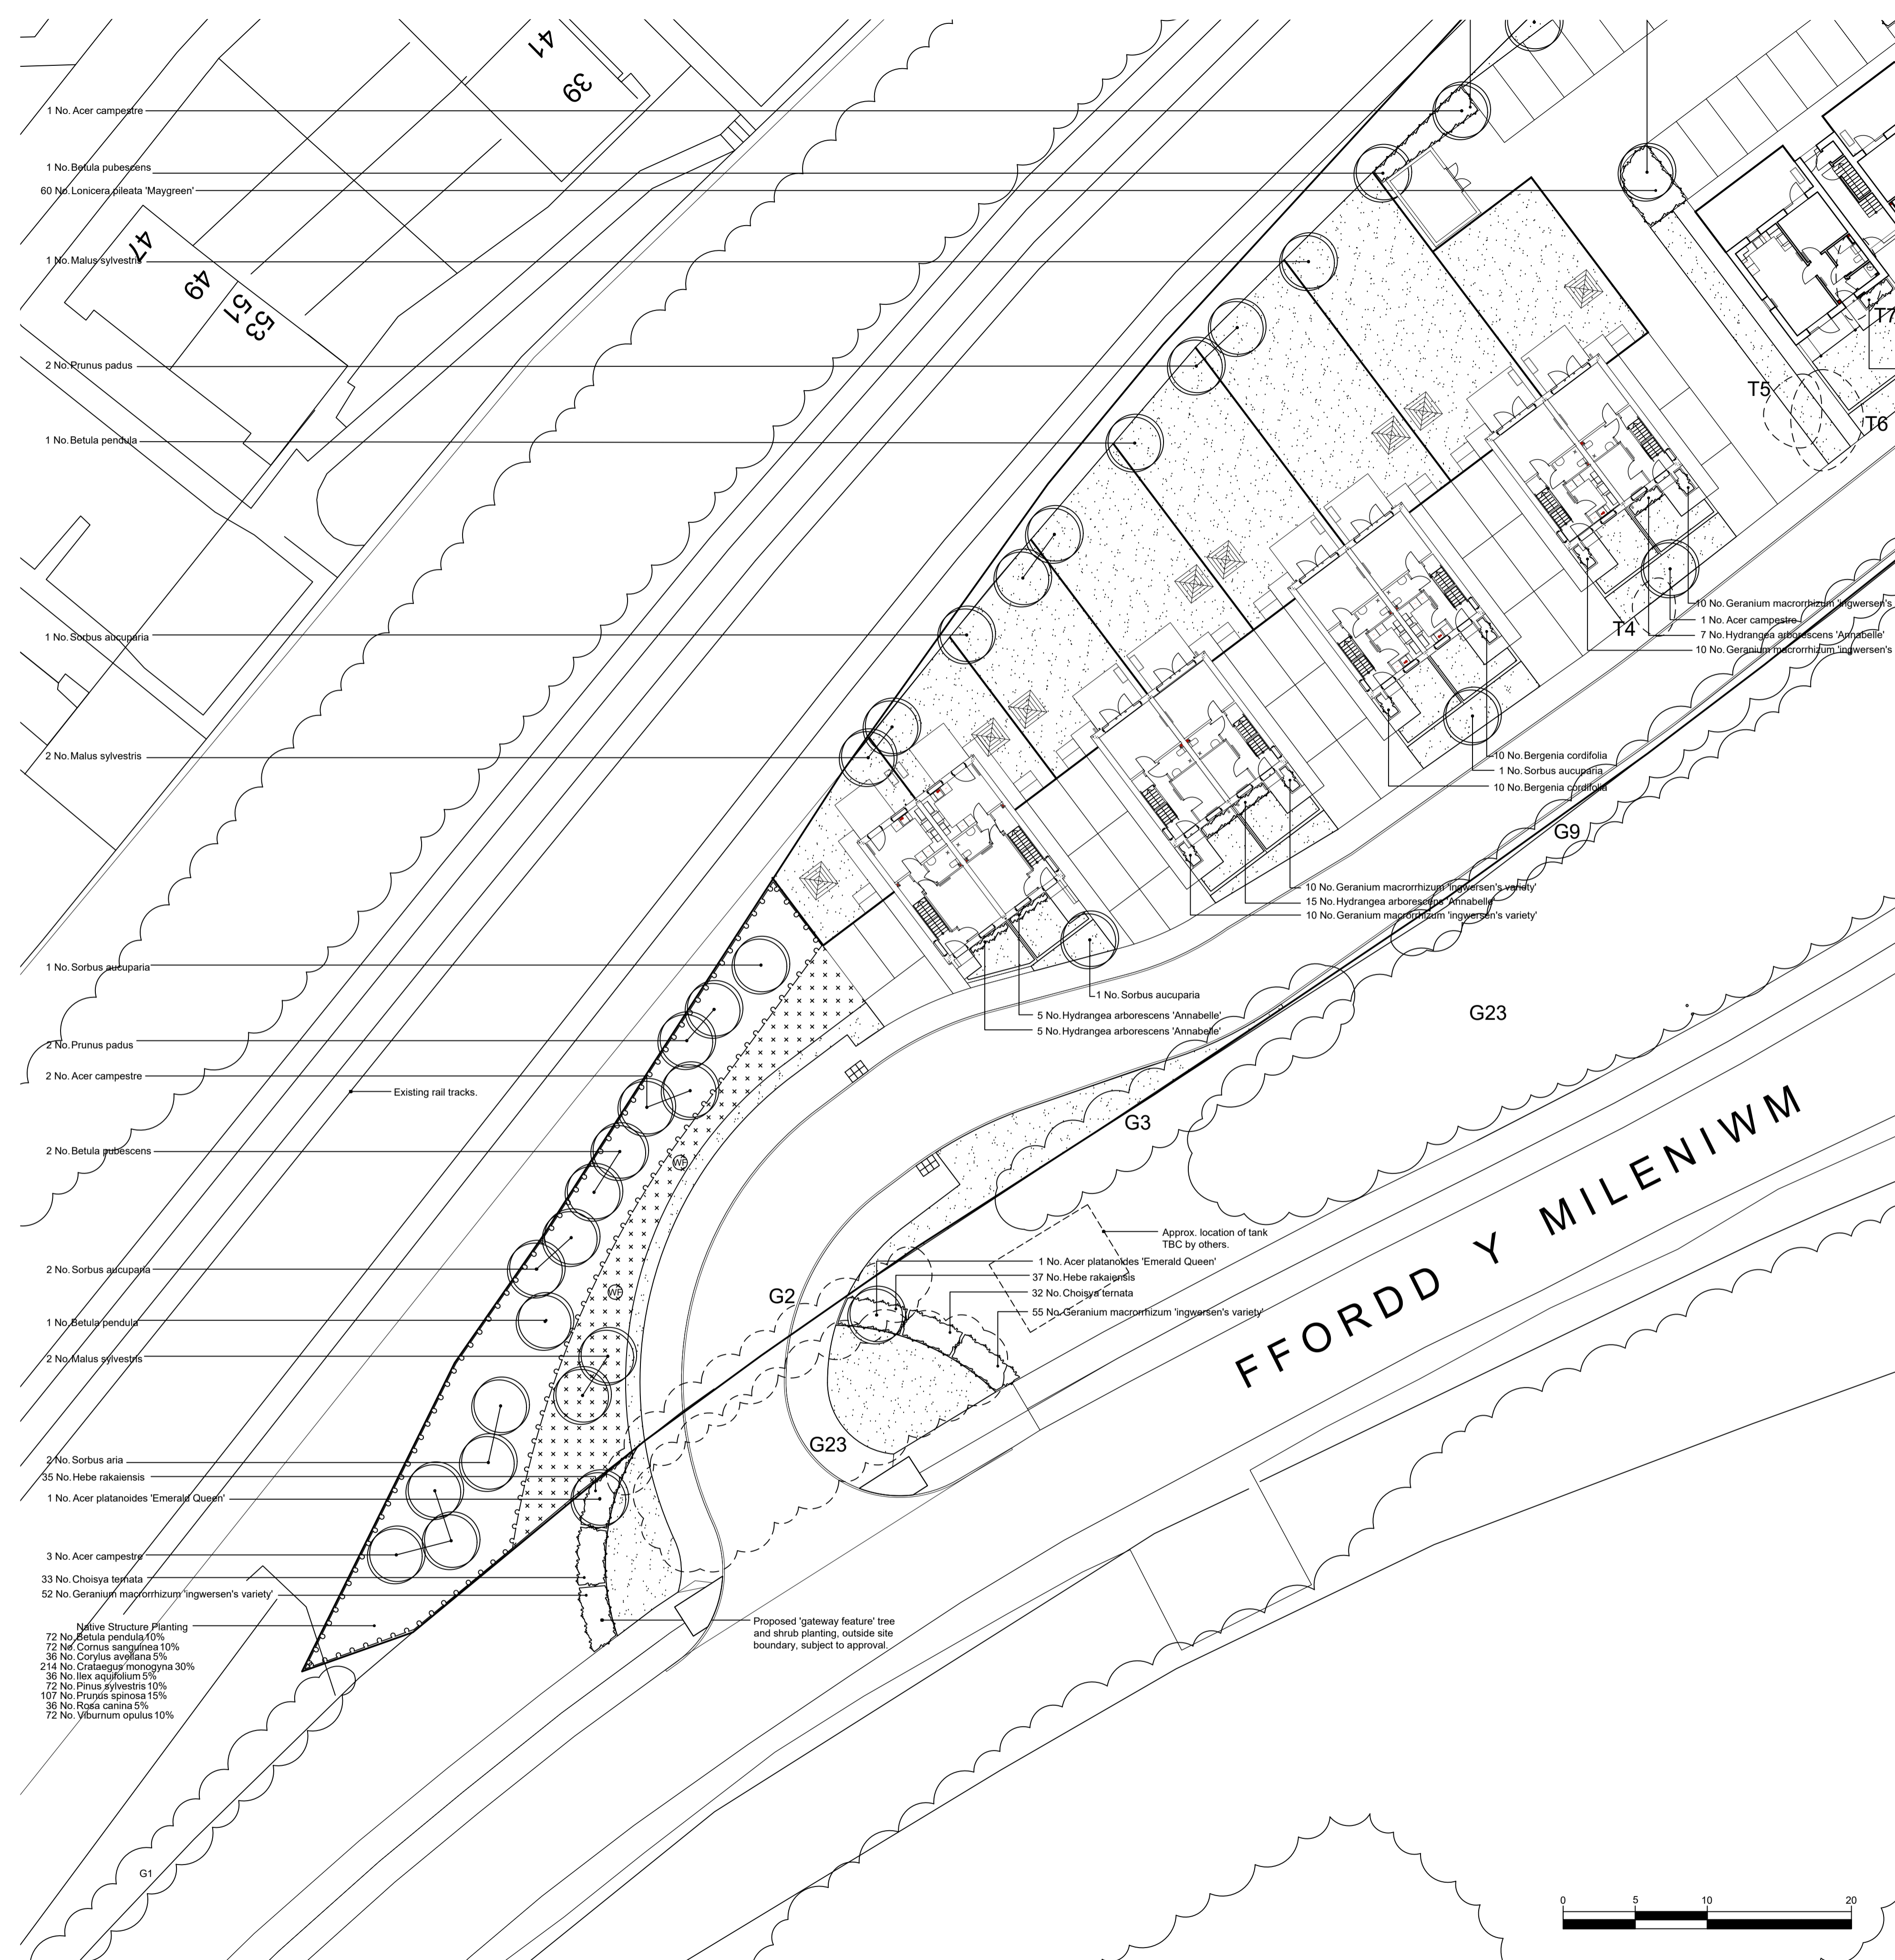 41
39
1 No. Acer campestre
1 No. Betula pubescens
60 No. Lonicera pileata 'Maygreen'
47
49
51
53
1 No. Malus sylvestris
T7
2 No. Prunus padus
T5
T6
1 No. Betula pendula
10 No. Geranium macrorrhizum 'ingwersen's
1 No. Acer campestre
7 No. Hydrangea arborescens 'Annabelle'
10 No. Geranium macrorrhizum 'ingwersen's
T4
1 No. Sorbus aucuparia
2 No. Malus sylvestris
10 No. Bergenia cordifolia
1 No. Sorbus aucuparia
10 No. Bergenia cordifolia
G9
10 No. Geranium macrorrhizum 'ingwersen's variety'
15 No. Hydrangea arborescens 'Annabelle'
10 No. Geranium macrorrhizum 'ingwersen's variety'
1 No. Sorbus aucuparia
1 No. Sorbus aucuparia
5 No. Hydrangea arborescens 'Annabelle'
5 No. Hydrangea arborescens 'Annabelle'
G23
2 No. Prunus padus
2 No. Acer campestre
Existing rail tracks.
G3
2 No. Betula pubescens
WF
FFORDD Y MILENIWM
Approx. location of tank
TBC by others.
1 No. Acer platanoides 'Emerald Queen'
37 No. Hebe rakaiensis
32 No. Choisya ternata
55 No. Geranium macrorrhizum 'ingwersen's variety'
2 No. Sorbus aucuparia
WF
G2
1 No. Betula pendula
2 No. Malus sylvestris
G23
2 No. Sorbus aria
35 No. Hebe rakaiensis
1 No. Acer platanoides 'Emerald Queen'
3 No. Acer campestre
33 No. Choisya ternata
52 No. Geranium macrorrhizum 'ingwersen's variety'
Proposed 'gateway feature' tree
and shrub planting, outside site
boundary, subject to approval.
Native Structure Planting
72 No. Betula pendula 10%
72 No. Cornus sanguinea 10%
36 No. Corylus avellana 5%
214 No. Crataegus monogyna 30%
36 No. Ilex aquifolium 5%
72 No. Pinus sylvestris 10%
107 No. Prunus spinosa 15%
36 No. Rosa canina 5%
72 No. Viburnum opulus 10%
G1
0 5 10 20